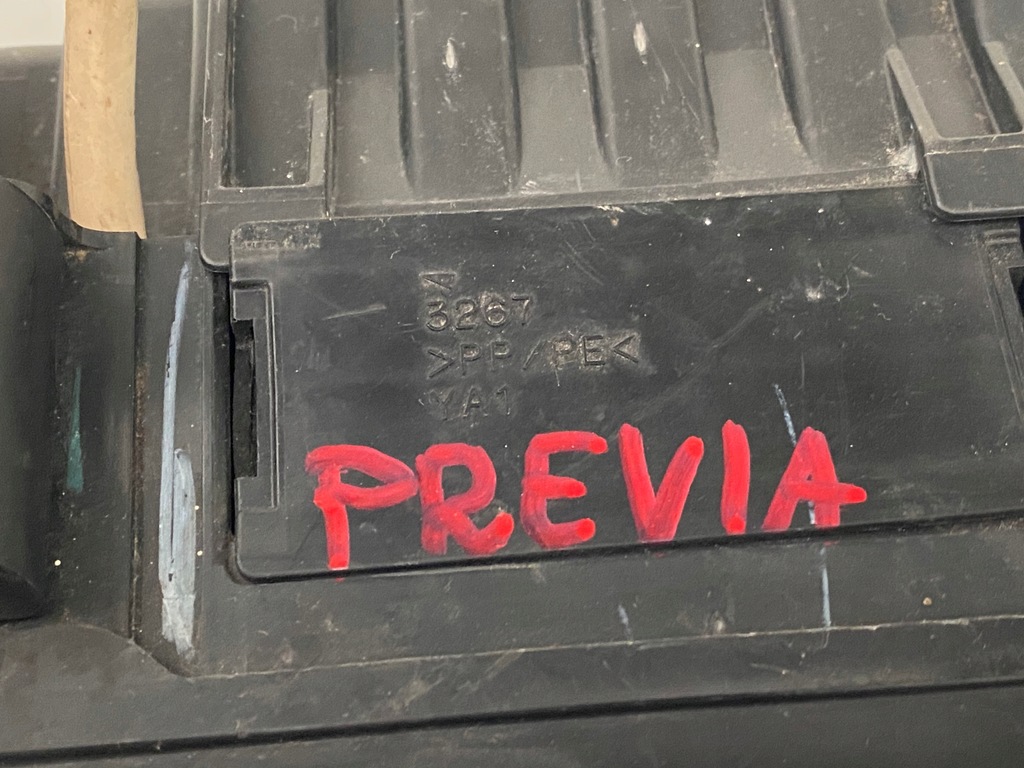 3267
>PP/PE<
YA1
PREVIA